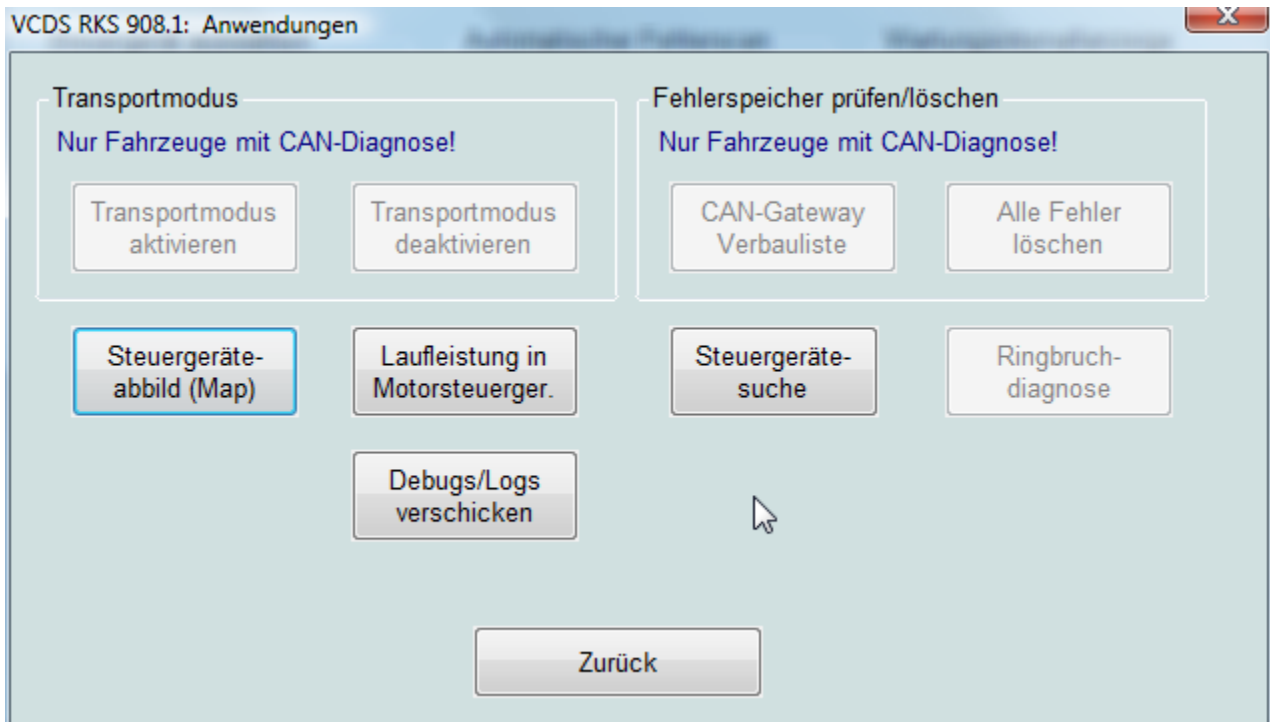 VCDS RKS 908.1: Anwendungen
Transportmodus
Nur Fahrzeuge mit CAN-Diagnose!
Transportmodus
aktivieren
Transportmodus
deaktivieren
Fehlerspeicher prüfen/löschen
Nur Fahrzeuge mit CAN-Diagnose!
CAN-Gateway
Verbauliste
Alle Fehler
löschen
Steuergeräte-
abbild (Map)
Laufleistung in
Motorsteuerger.
Steuergeräte-
suche
Ringbruch-
diagnose
Debugs/Logs
verschicken
Zurück